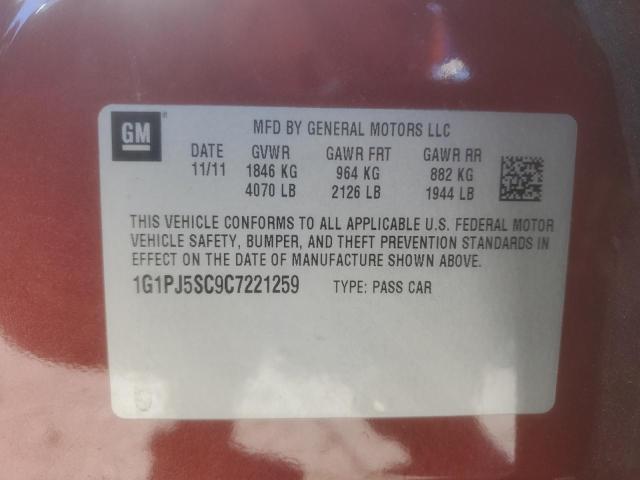 GM
MFD BY GENERAL MOTORS LLC
DATE GVWR GAWR FRT GAWR RR
11/11 1846 KG 964 KG 882 KG
4070 LB 2126 LB 1944 LB
THIS VEHICLE CONFORMS TO ALL APPLICABLE U.S. FEDERAL MOTOR
VEHICLE SAFETY, BUMPER, AND THEFT PREVENTION STANDARDS IN
EFFECT ON THE DATE OF MANUFACTURE SHOWN ABOVE.
1G1PJ5SC9C7221259 TYPE: PASS CAR